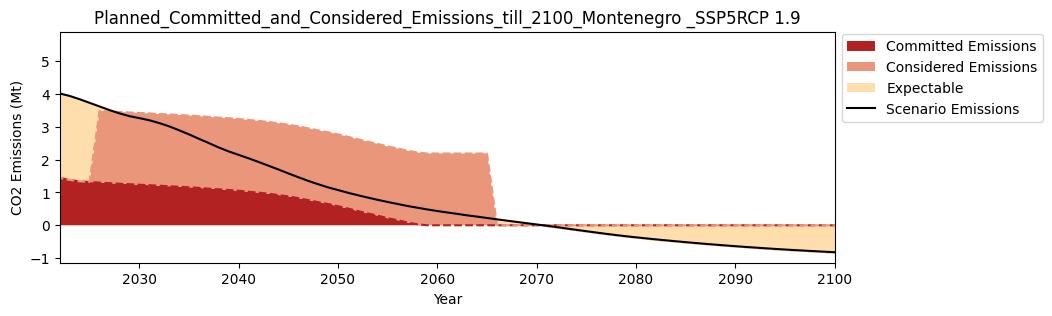 Planned_Committed_and_Considered_Emissions_till_2100_Montenegro _SSP5RCP 1.9
Committed Emissions
Considered Emissions
Expectable
Scenario Emissions
CO2 Emissions (Mt)
5
4
3
2
1
0
−1
2030 2040 2050 2060 2070 2080 2090 2100
Year